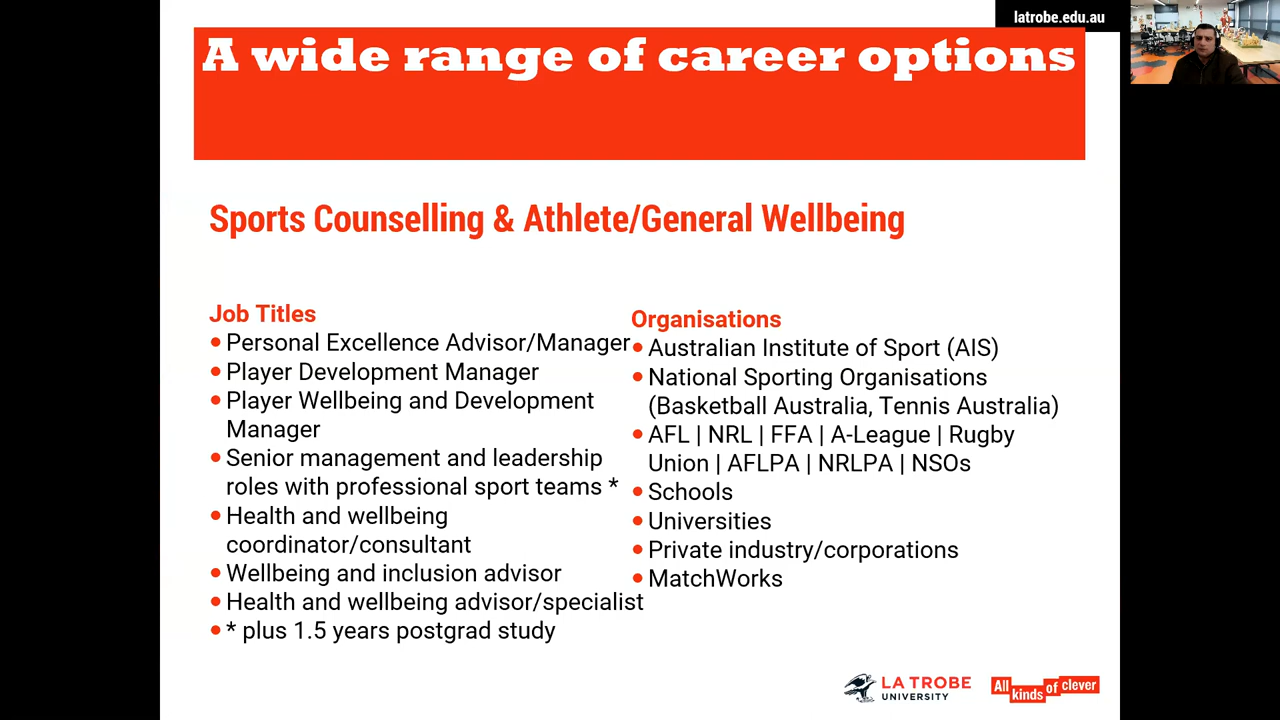 latrobe.edu.au
A wide range of career options
Sports Counselling & Athlete/General Wellbeing
Job Titles
• Personal Excellence Advisor/Manager
• Player Development Manager
• Player Wellbeing and Development
Manager
• Senior management and leadership
roles with professional sport teams *
• Health and wellbeing
coordinator/consultant
• Wellbeing and inclusion advisor
• Health and wellbeing advisor/specialist
• * plus 1.5 years postgrad study
Organisations
• Australian Institute of Sport (AIS)
• National Sporting Organisations
(Basketball Australia, Tennis Australia)
• AFL | NRL | FFA | A-League | Rugby
Union | AFLPA | NRLPA | NSOs
• Schools
• Universities
• Private industry/corporations
• MatchWorks
LA TROBE
UNIVERSITY
All kinds of clever